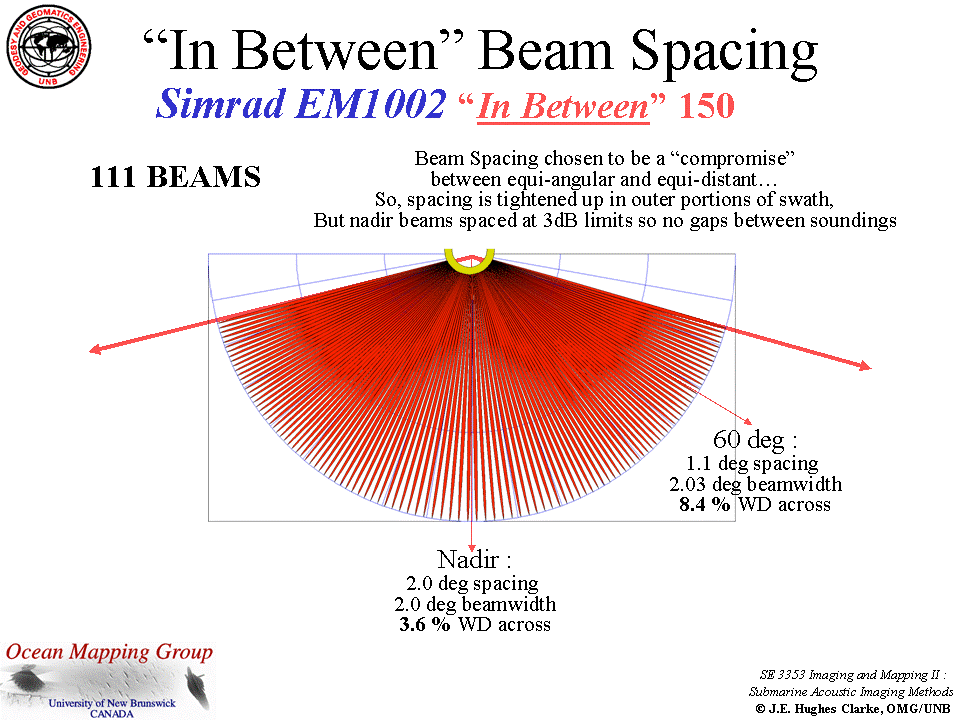 GEODESY AND GEOMATICS ENGINEERING
UNB
“In Between” Beam Spacing
Simrad EM1002 “In Between” 150
111 BEAMS
Beam Spacing chosen to be a “compromise”
between equi-angular and equi-distant…
So, spacing is tightened up in outer portions of swath,
But nadir beams spaced at 3dB limits so no gaps between soundings
60 deg :
1.1 deg spacing
2.03 deg beamwidth
8.4 % WD across
Nadir :
2.0 deg spacing
2.0 deg beamwidth
3.6 % WD across
Ocean Mapping Group
University of New Brunswick
CANADA
SE 3353 Imaging and Mapping II :
Submarine Acoustic Imaging Methods
© J.E. Hughes Clarke, OMG/UNB